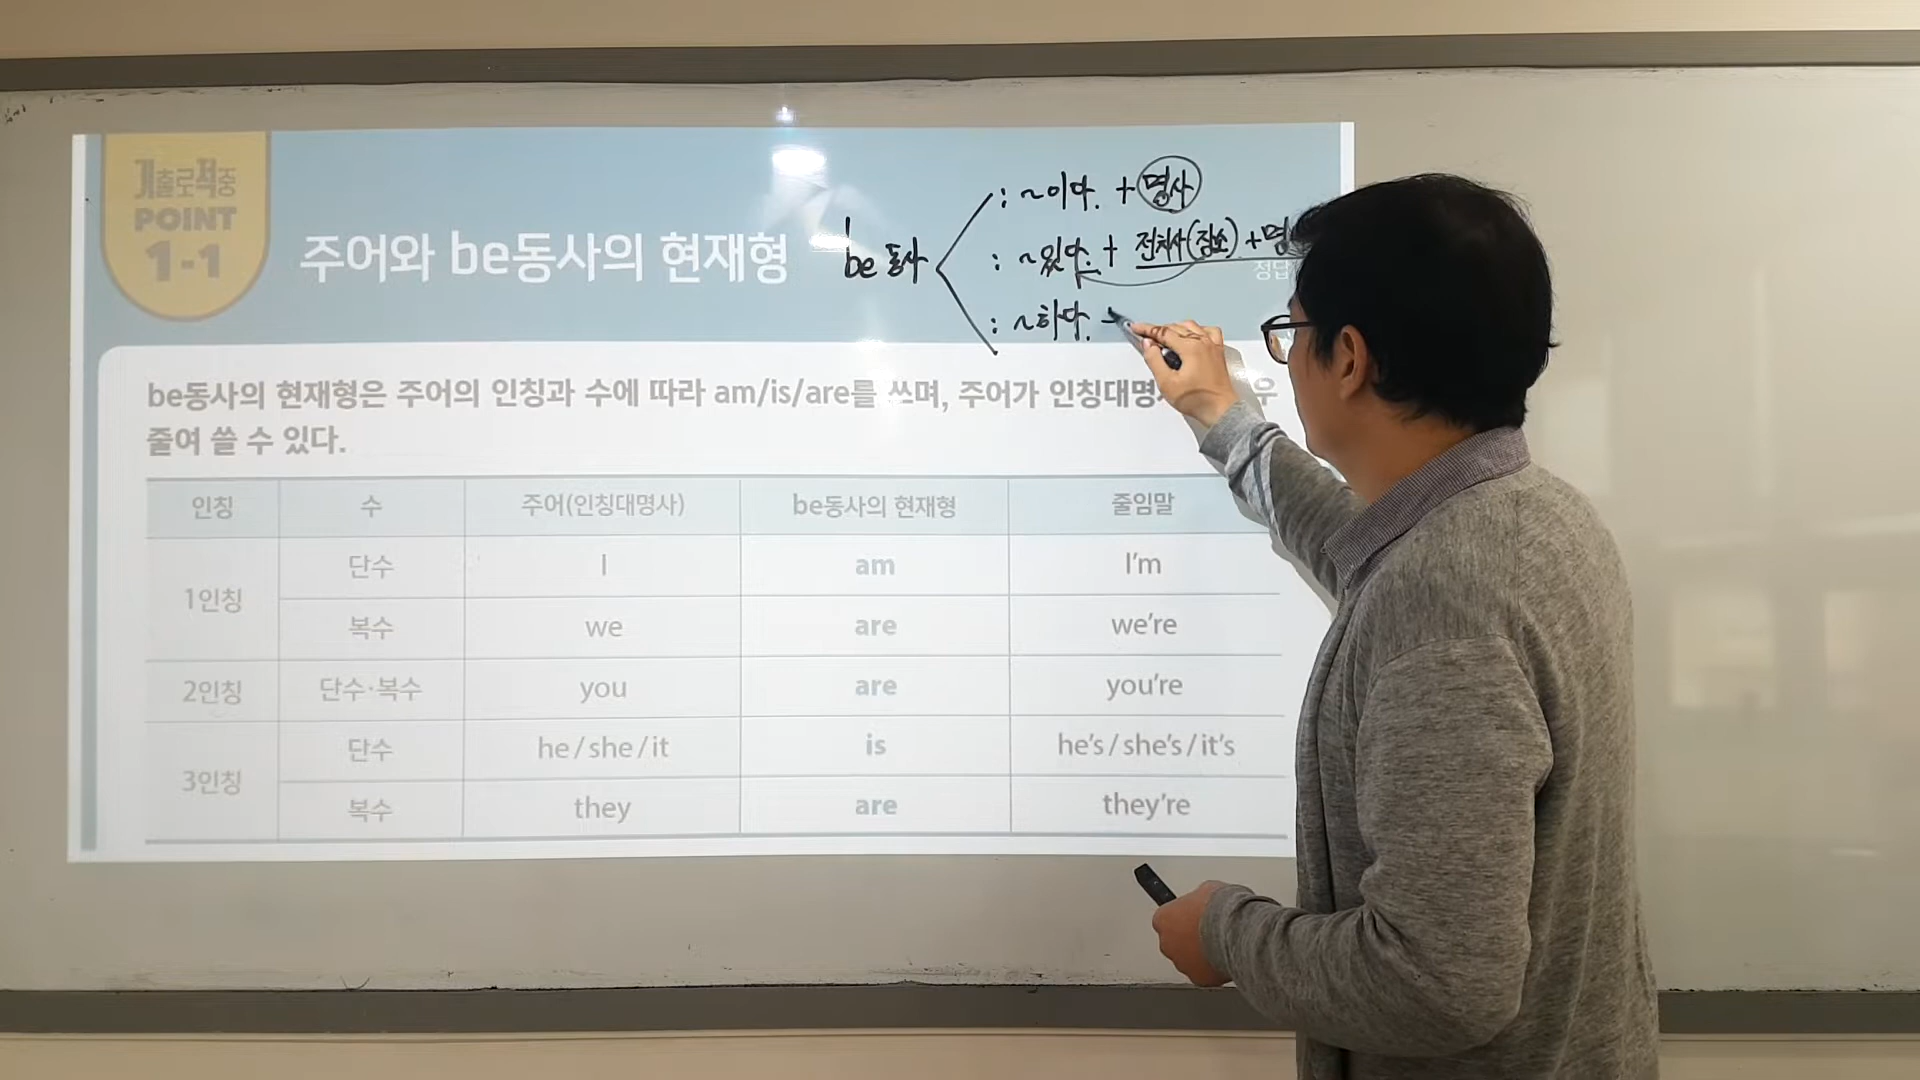 기출로적중
POINT
1-1
주어와 be동사의 현재형
be 동사
: ~이다. + 명사
: ~있다. + 전치사(장소) + 명
정답
: ~하다.
be동사의 현재형은 주어의 인칭과 수에 따라 am/is/are를 쓰며, 주어가 인칭대명 우
줄여 쓸 수 있다.
인칭 수 주어(인칭대명사) be동사의 현재형 줄임말
1인칭 단수 I am I'm
복수 we are we're
2인칭 단수·복수 you are you're
3인칭 단수 he/she/it is he's/she's/it's
복수 they are they're